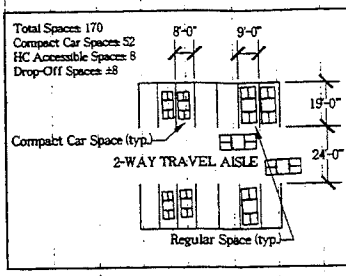 Total Spaces: 170
Compact Car Spaces: 52
HC Accessible Spaces: 8
Drop-Off Spaces: ±8
8'-0"
9'-0"
19'-0"
Compact Car Space (typ.)
2-WAY TRAVEL AISLE
24'-0"
Regular Space (typ.)